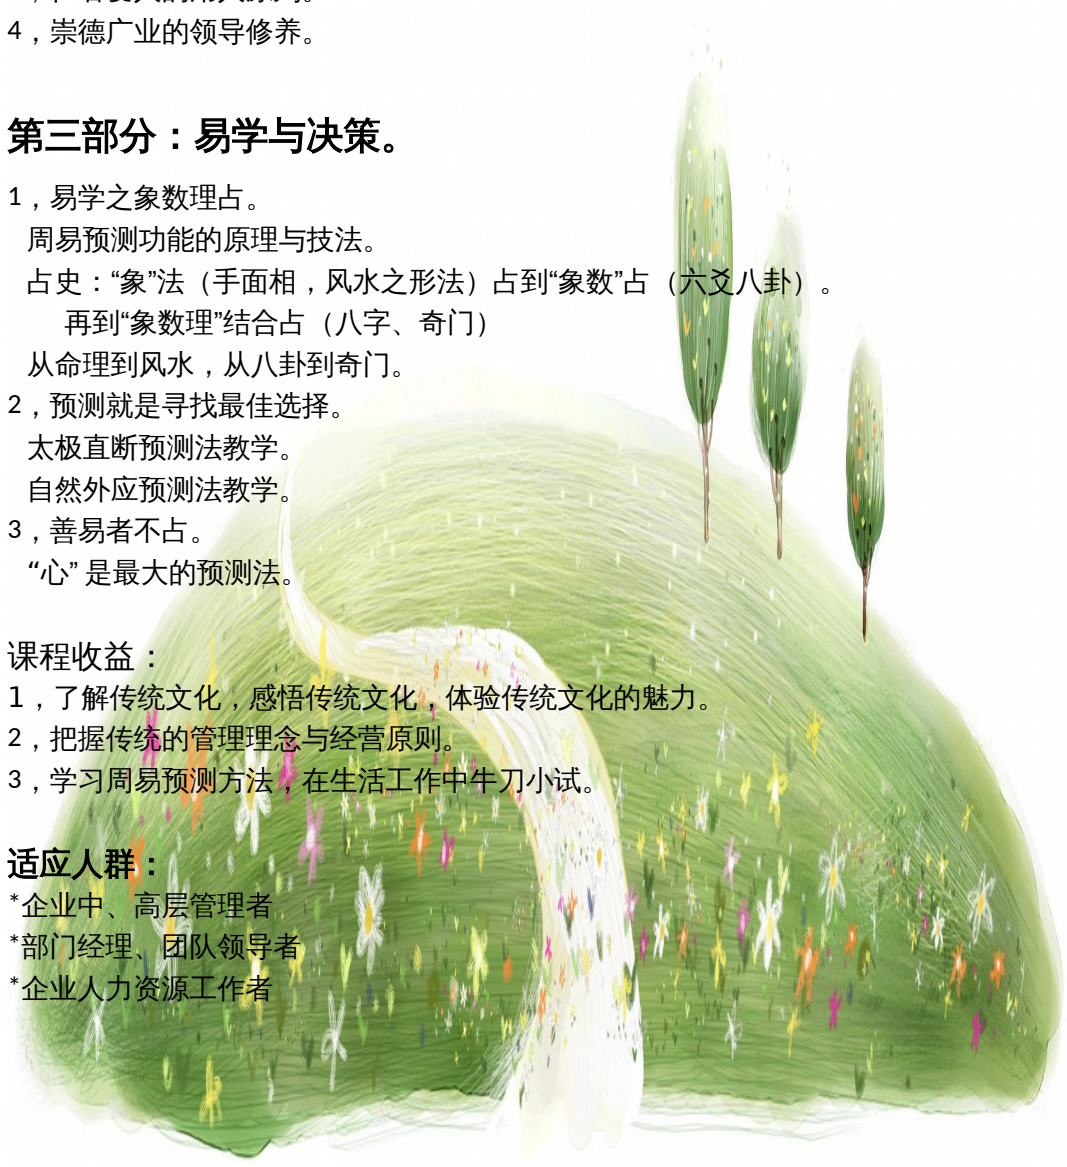 4，崇德广业的领导修养。
第三部分：易学与决策。
1，易学之象数理占。
周易预测功能的原理与技法。
占史：“象”法（手面相，风水之形法）占到“象数”占（六爻八卦）。
再到“象数理”结合占（八字、奇门）
从命理到风水，从八卦到奇门。
2，预测就是寻找最佳选择。
太极直断预测法教学。
自然外应预测法教学。
3，善易者不占。
“心” 是最大的预测法。
课程收益：
1，了解传统文化，感悟传统文化，体验传统文化的魅力。
2，把握传统的管理理念与经营原则。
3，学习周易预测方法，在生活工作中牛刀小试。
适应人群：
*企业中、高层管理者
*部门经理、团队领导者
*企业人力资源工作者